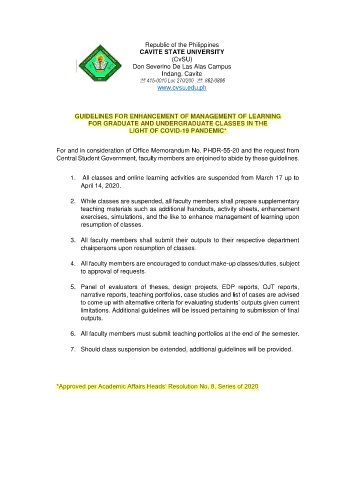 Republic of the Philippines
CAVITE STATE UNIVERSITY
(CvSU)
Don Severino De Las Alas Campus
Indang, Cavite
☏ 415-0010 Loc 270/200 ☏ 862-0805
www.cvsu.edu.ph
GUIDELINES FOR ENHANCEMENT OF MANAGEMENT OF LEARNING
FOR GRADUATE AND UNDERGRADUATE CLASSES IN THE
LIGHT OF COVID-19 PANDEMIC*
For and in consideration of Office Memorandum No. PHDR-55-20 and the request from
Central Student Government, faculty members are enjoined to abide by these guidelines.
1. All classes and online learning activities are suspended from March 17 up to
April 14, 2020.
2. While classes are suspended, all faculty members shall prepare supplementary
teaching materials such as additional handouts, activity sheets, enhancement
exercises, simulations, and the like to enhance management of learning upon
resumption of classes.
3. All faculty members shall submit their outputs to their respective department
chairpersons upon resumption of classes.
4. All faculty members are encouraged to conduct make-up classes/duties, subject
to approval of requests.
5. Panel of evaluators of theses, design projects, EDP reports, OJT reports,
narrative reports, teaching portfolios, case studies and list of cases are advised
to come up with alternative criteria for evaluating students' outputs given current
limitations. Additional guidelines will be issued pertaining to submission of final
outputs.
6. All faculty members must submit teaching portfolios at the end of the semester.
7. Should class suspension be extended, additional guidelines will be provided.
*Approved per Academic Affairs Heads' Resolution No. 8, Series of 2020